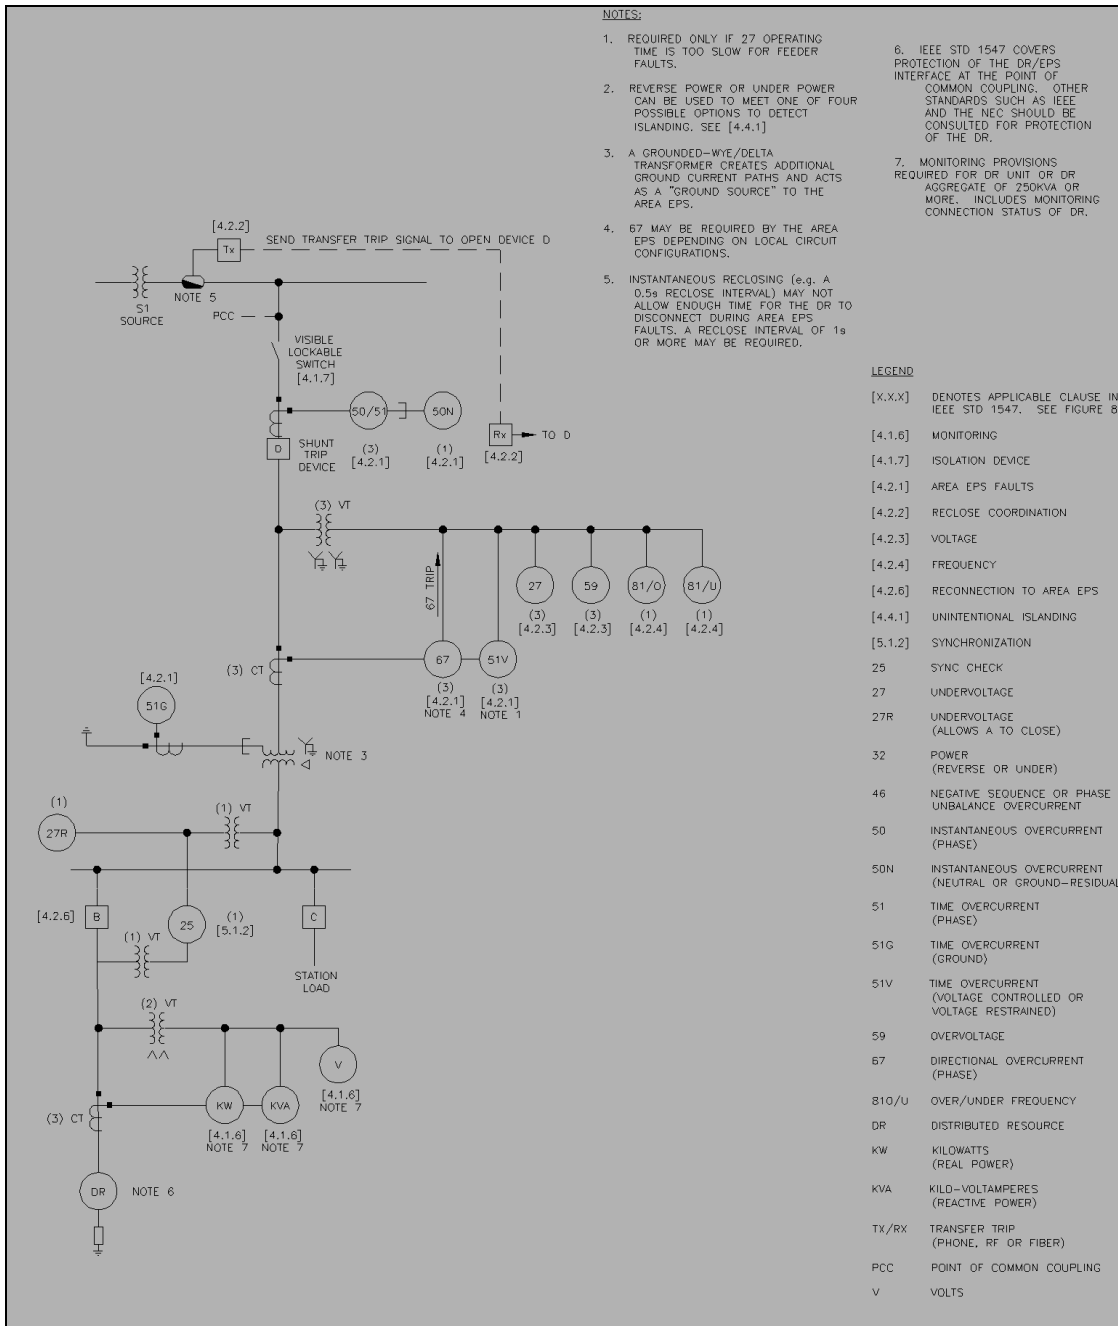 NOTES:
1. REQUIRED ONLY IF 27 OPERATING
TIME IS TOO SLOW FOR FEEDER
FAULTS.
2. REVERSE POWER OR UNDER POWER
CAN BE USED TO MEET ONE OF FOUR
POSSIBLE OPTIONS TO DETECT
ISLANDING. SEE [4.4.1]
3. A GROUNDED-WYE/DELTA
TRANSFORMER CREATES ADDITIONAL
GROUND CURRENT PATHS AND ACTS
AS A "GROUND SOURCE" TO THE
AREA EPS.
4. 67 MAY BE REQUIRED BY THE AREA
EPS DEPENDING ON LOCAL CIRCUIT
CONFIGURATIONS.
5. INSTANTANEOUS RECLOSING (e.g. A
0.5s RECLOSE INTERVAL) MAY NOT
ALLOW ENOUGH TIME FOR THE DR TO
DISCONNECT DURING AREA EPS
FAULTS. A RECLOSE INTERVAL OF 1s
OR MORE MAY BE REQUIRED.
6. IEEE STD 1547 COVERS
PROTECTION OF THE DR/EPS
INTERFACE AT THE POINT OF
COMMON COUPLING. OTHER
STANDARDS SUCH AS IEEE
AND THE NEC SHOULD BE
CONSULTED FOR PROTECTION
OF THE DR.
7. MONITORING PROVISIONS
REQUIRED FOR DR UNIT OR DR
AGGREGATE OF 250KVA OR
MORE. INCLUDES MONITORING
CONNECTION STATUS OF DR.
[4.2.2]
Tx
SEND TRANSFER TRIP SIGNAL TO OPEN DEVICE D
S1
SOURCE
NOTE 5
PCC
VISIBLE
LOCKABLE
SWITCH
[4.1.7]
50/51
(3)
[4.2.1]
50N
(1)
[4.2.1]
D
SHUNT
TRIP
DEVICE
Rx
TO D
[4.2.2]
(3) VT
67 TRIP
27
(3)
[4.2.3]
59
(3)
[4.2.3]
81/O
(1)
[4.2.4]
81/U
(1)
[4.2.4]
(3) CT
67
(3)
[4.2.1]
NOTE 4
51V
(3)
[4.2.1]
NOTE 1
[4.2.1]
51G
NOTE 3
(1)
27R
(1) VT
[4.2.6]
B
25
(1)
[5.1.2]
C
STATION
LOAD
(1) VT
(2) VT
V
[4.1.6]
NOTE 7
(3) CT
KW
[4.1.6]
NOTE 7
KVA
[4.1.6]
NOTE 7
DR
NOTE 6
LEGEND
[X.X.X] DENOTES APPLICABLE CLAUSE IN
IEEE STD 1547. SEE FIGURE 8
[4.1.6] MONITORING
[4.1.7] ISOLATION DEVICE
[4.2.1] AREA EPS FAULTS
[4.2.2] RECLOSE COORDINATION
[4.2.3] VOLTAGE
[4.2.4] FREQUENCY
[4.2.6] RECONNECTION TO AREA EPS
[4.4.1] UNINTENTIONAL ISLANDING
[5.1.2] SYNCHRONIZATION
25 SYNC CHECK
27 UNDERVOLTAGE
27R UNDERVOLTAGE
(ALLOWS A TO CLOSE)
32 POWER
(REVERSE OR UNDER)
46 NEGATIVE SEQUENCE OR PHASE
UNBALANCE OVERCURRENT
50 INSTANTANEOUS OVERCURRENT
(PHASE)
50N INSTANTANEOUS OVERCURRENT
(NEUTRAL OR GROUND-RESIDUAL
51 TIME OVERCURRENT
(PHASE)
51G TIME OVERCURRENT
(GROUND)
51V TIME OVERCURRENT
(VOLTAGE CONTROLLED OR
VOLTAGE RESTRAINED)
59 OVERVOLTAGE
67 DIRECTIONAL OVERCURRENT
(PHASE)
81O/U OVER/UNDER FREQUENCY
DR DISTRIBUTED RESOURCE
KW KILOWATTS
(REAL POWER)
KVA KILO-VOLTAMPERES
(REACTIVE POWER)
TX/RX TRANSFER TRIP
(PHONE, RF OR FIBER)
PCC POINT OF COMMON COUPLING
V VOLTS